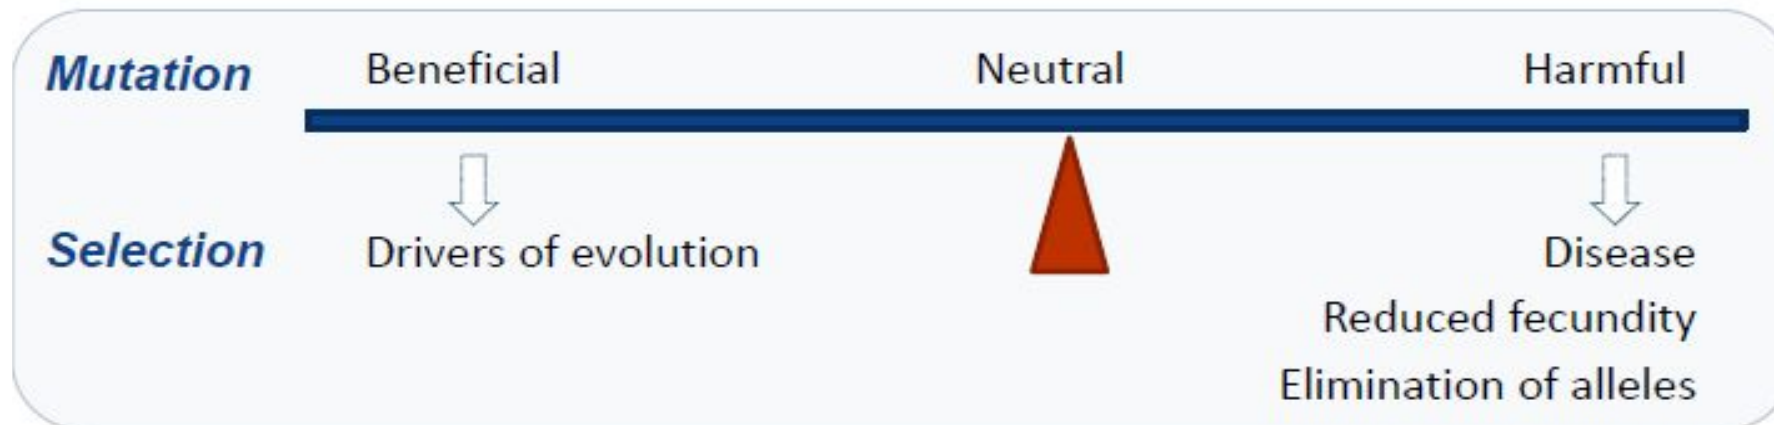 Mutation Beneficial Neutral Harmful
Selection Drivers of evolution Disease
Reduced fecundity
Elimination of alleles